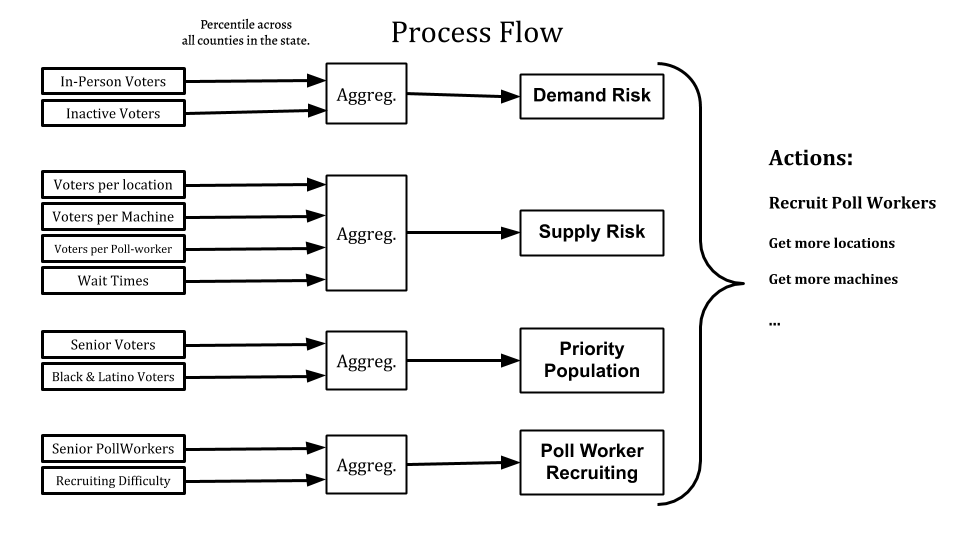 Percentile across
all counties in the state.
Process Flow
In-Person Voters
Inactive Voters
Aggreg.
Demand Risk
Voters per location
Voters per Machine
Voters per Poll-worker
Wait Times
Aggreg.
Supply Risk
Senior Voters
Black & Latino Voters
Aggreg.
Priority
Population
Senior PollWorkers
Recruiting Difficulty
Aggreg.
Poll Worker
Recruiting
Actions:
Recruit Poll Workers
Get more locations
Get more machines
...